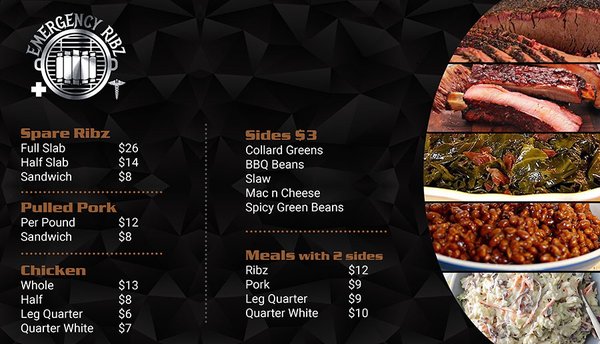 EMERGENCY RIBZ
Spare Ribz
Full Slab $26
Half Slab $14
Sandwich $8
Pulled Pork
Per Pound $12
Sandwich $8
Chicken
Whole $13
Half $8
Leg Quarter $6
Quarter White $7
Sides $3
Collard Greens
BBQ Beans
Slaw
Mac n Cheese
Spicy Green Beans
Meals with 2 sides
Ribz $12
Pork $9
Leg Quarter $9
Quarter White $10